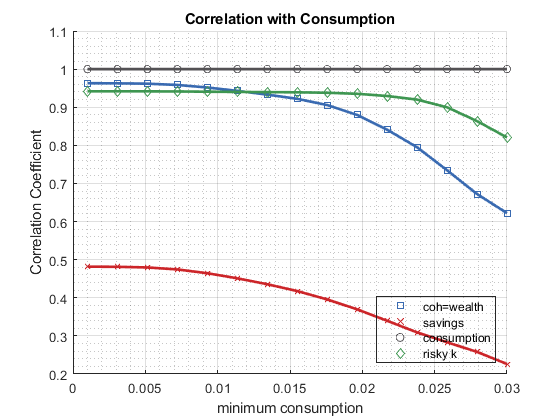 Correlation with Consumption
1.1
1
0.9
0.8
0.7
0.6
0.5
0.4
0.3
0.2
Correlation Coefficient
coh=wealth
savings
consumption
risky k
0
0.005
0.01
0.015
0.02
0.025
0.03
minimum consumption